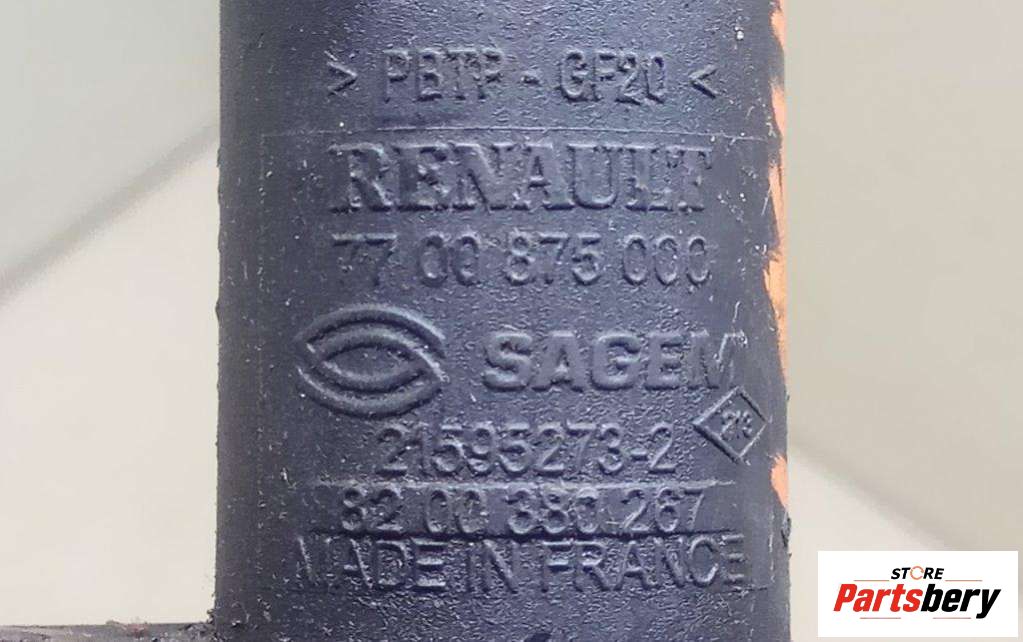 > PBTP - GF20 <
RENAULT
77 00 875 000
SAGEM
273
21595273-2
82 00 380 267
MADE IN FRANCE
STORE
Partsbery